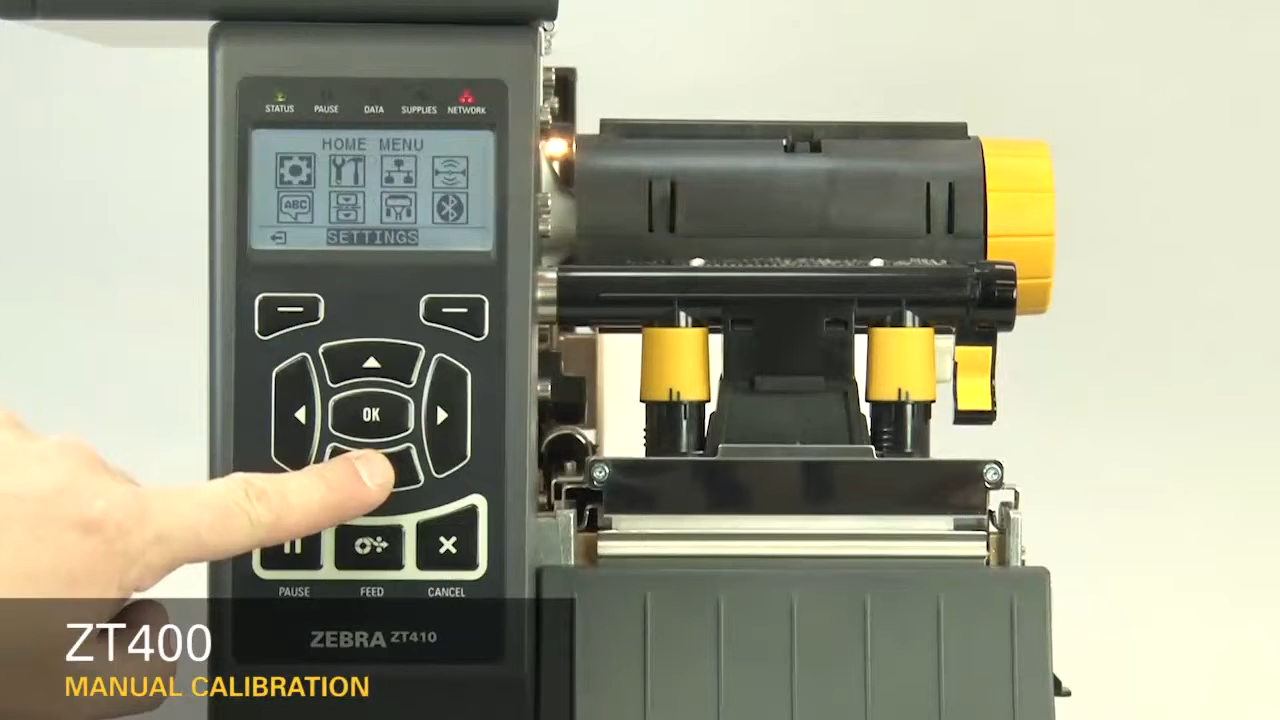 STATUS PAUSE DATA SUPPLIES NETWORK
HOME MENU
ABC
SETTINGS
OK
PAUSE FEED CANCEL
ZEBRA ZT410
ZT400
MANUAL CALIBRATION